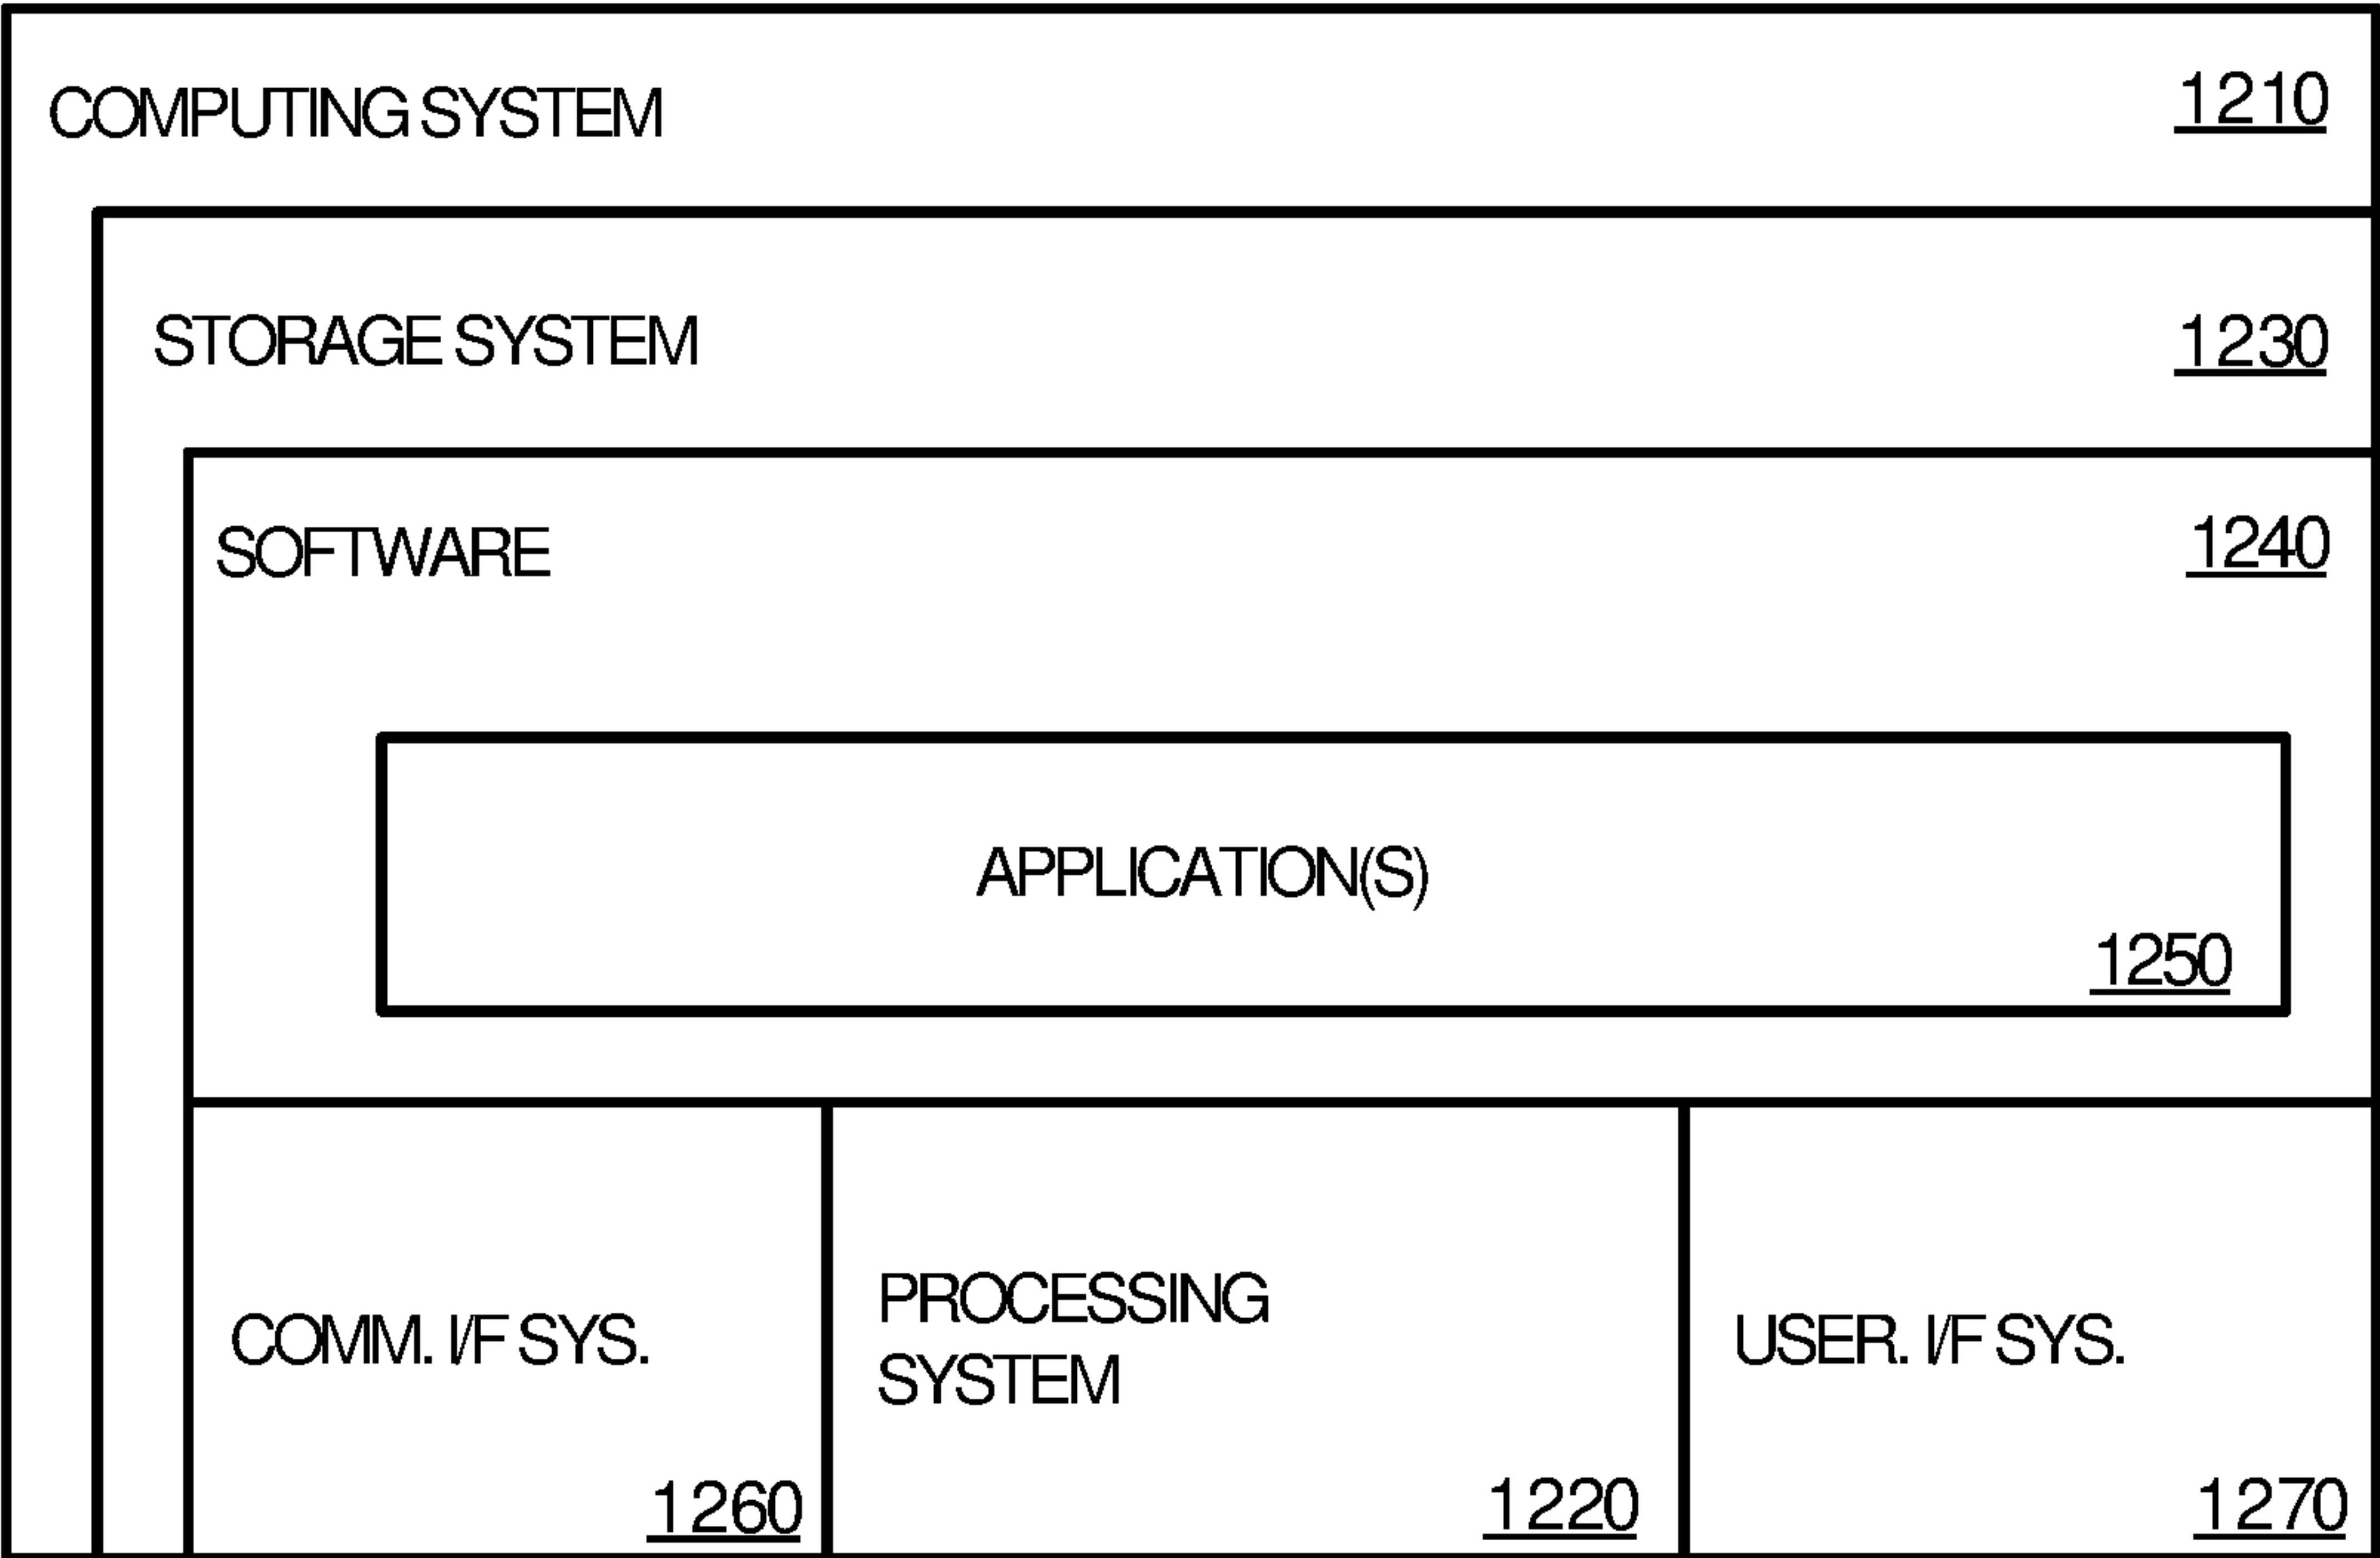 COMPUTING SYSTEM 1210
STORAGE SYSTEM 1230
SOFTWARE 1240
APPLICATION(S)
1250
COMM. I/F SYS.
1260
PROCESSING
SYSTEM
1220
USER. I/F SYS.
1270